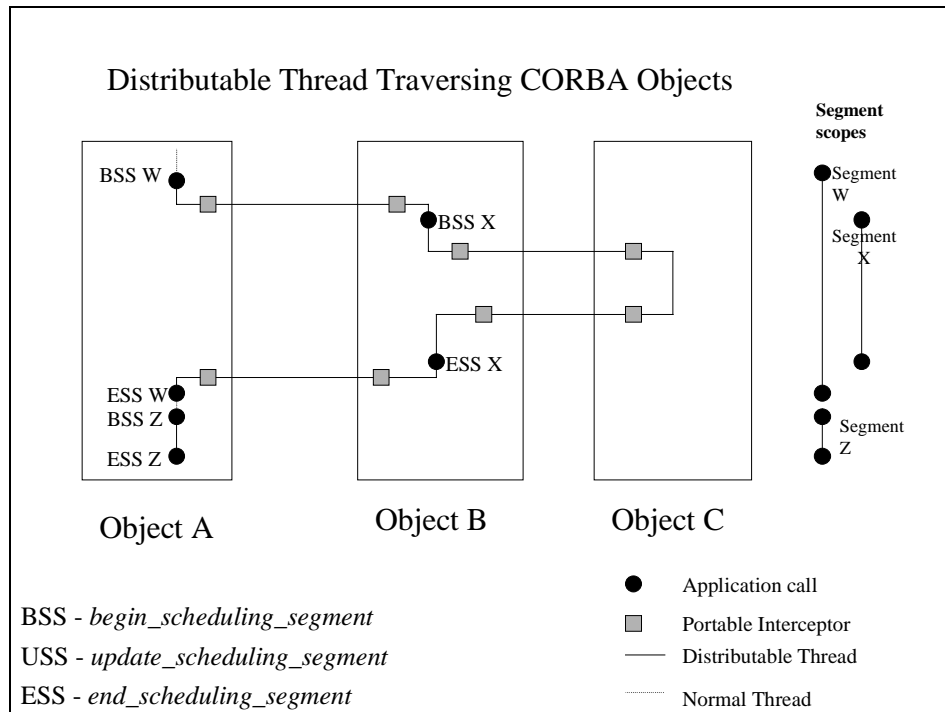 Distributable Thread Traversing CORBA Objects
Segment
scopes
BSS W
Segment
W
BSS X
Segment
X
ESS X
ESS W
BSS Z
ESS Z
Segment
Z
Object A
Object B
Object C
BSS - begin_scheduling_segment
USS - update_scheduling_segment
ESS - end_scheduling_segment
Application call
Portable Interceptor
Distributable Thread
Normal Thread